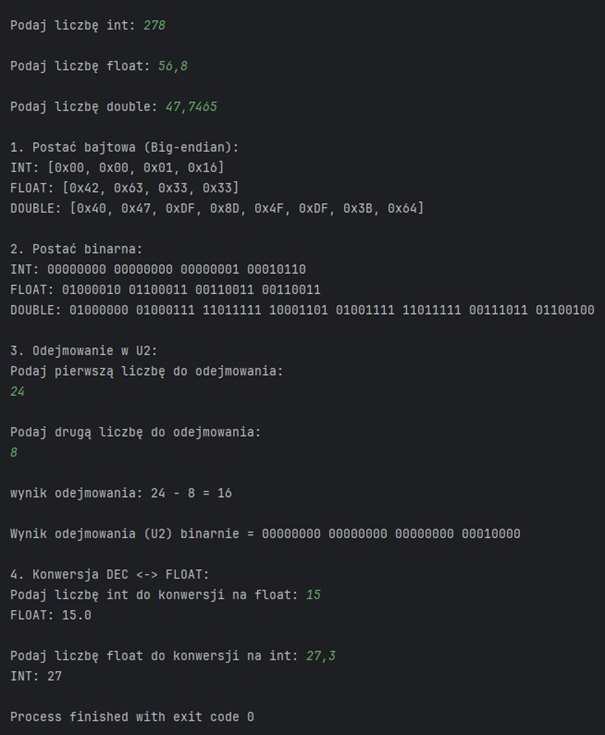 Podaj liczbę int: 278
Podaj liczbę float: 56,8
Podaj liczbę double: 47,7465
1. Postać bajtowa (Big-endian):
INT: [0x00, 0x00, 0x01, 0x16]
FLOAT: [0x42, 0x63, 0x33, 0x33]
DOUBLE: [0x40, 0x47, 0xDF, 0x8D, 0x4F, 0xDF, 0x3B, 0x64]
2. Postać binarna:
INT: 00000000 00000000 00000001 00010110
FLOAT: 01000010 01100011 00110011 00110011
DOUBLE: 01000000 01000111 11011111 10001101 01001111 11011111 00111011 01100100
3. Odejmowanie w U2:
Podaj pierwszą liczbę do odejmowania:
24
Podaj drugą liczbę do odejmowania:
8
wynik odejmowania: 24 - 8 = 16
Wynik odejmowania (U2) binarnie = 00000000 00000000 00000000 00010000
4. Konwersja DEC <-> FLOAT:
Podaj liczbę int do konwersji na float: 15
FLOAT: 15.0
Podaj liczbę float do konwersji na int: 27,3
INT: 27
Process finished with exit code 0